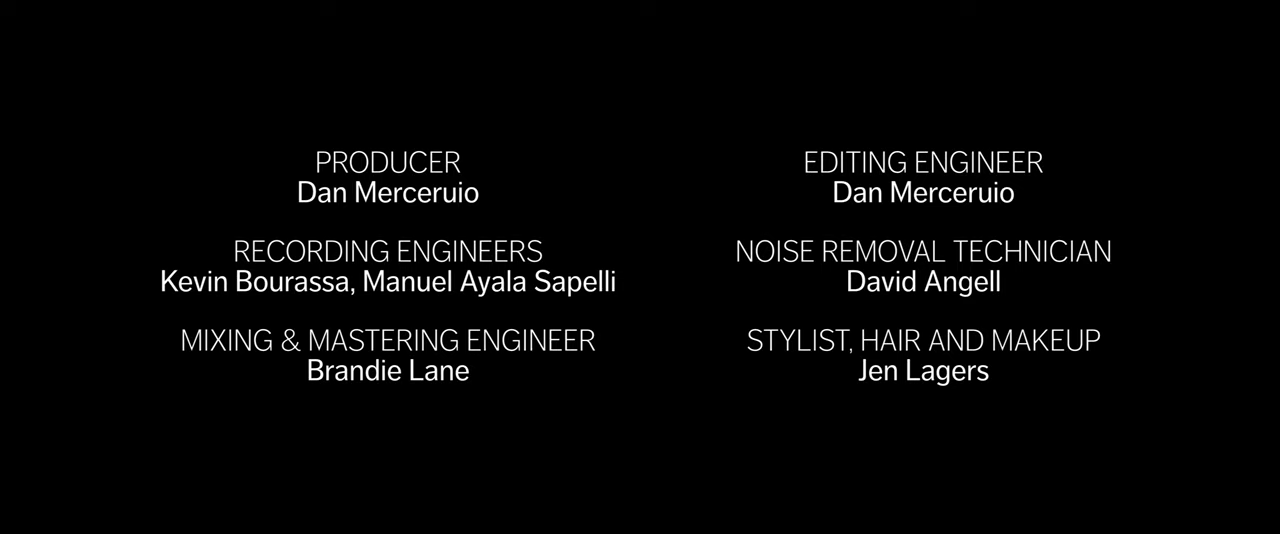 PRODUCER
Dan Merceruio
RECORDING ENGINEERS
Kevin Bourassa, Manuel Ayala Sapelli
MIXING & MASTERING ENGINEER
Brandie Lane
EDITING ENGINEER
Dan Merceruio
NOISE REMOVAL TECHNICIAN
David Angell
STYLIST, HAIR AND MAKEUP
Jen Lagers